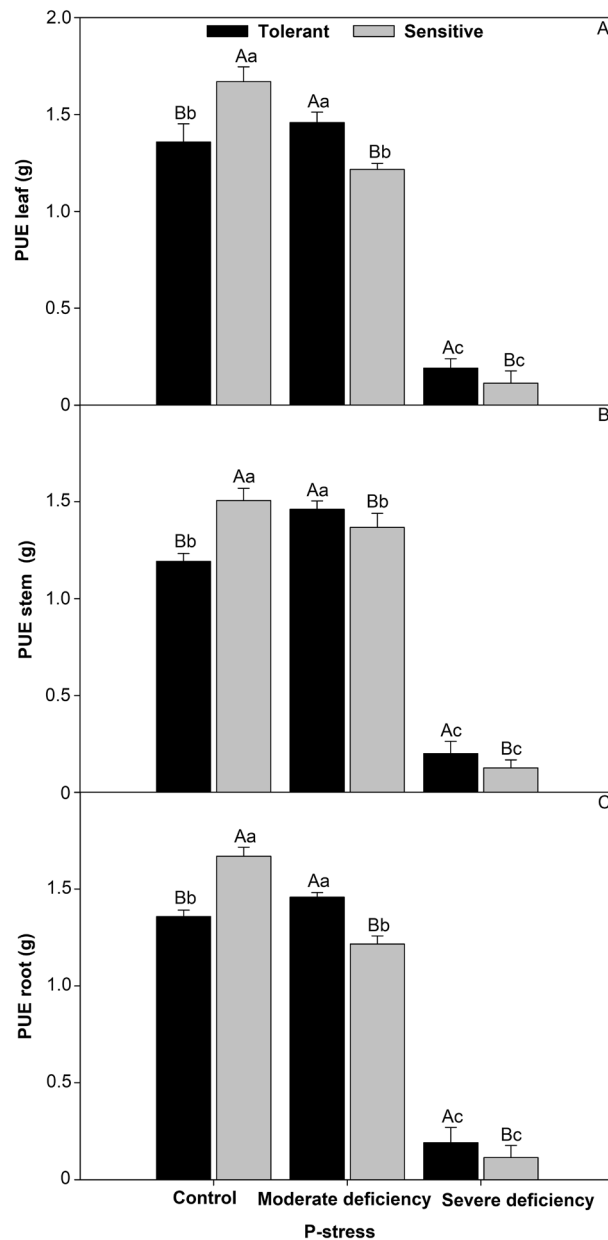 Tolerant Sensitive
A
2.0
1.5
1.0
0.5
0
PUE leaf (g)
Bb Aa Aa Bb Ac Bc
B
1.5
1.0
0.5
0
PUE stem (g)
Bb Aa Aa Bb Ac Bc
C
1.5
1.0
0.5
0
PUE root (g)
Bb Aa Aa Bb Ac Bc
Control Moderate deficiency Severe deficiency
P-stress